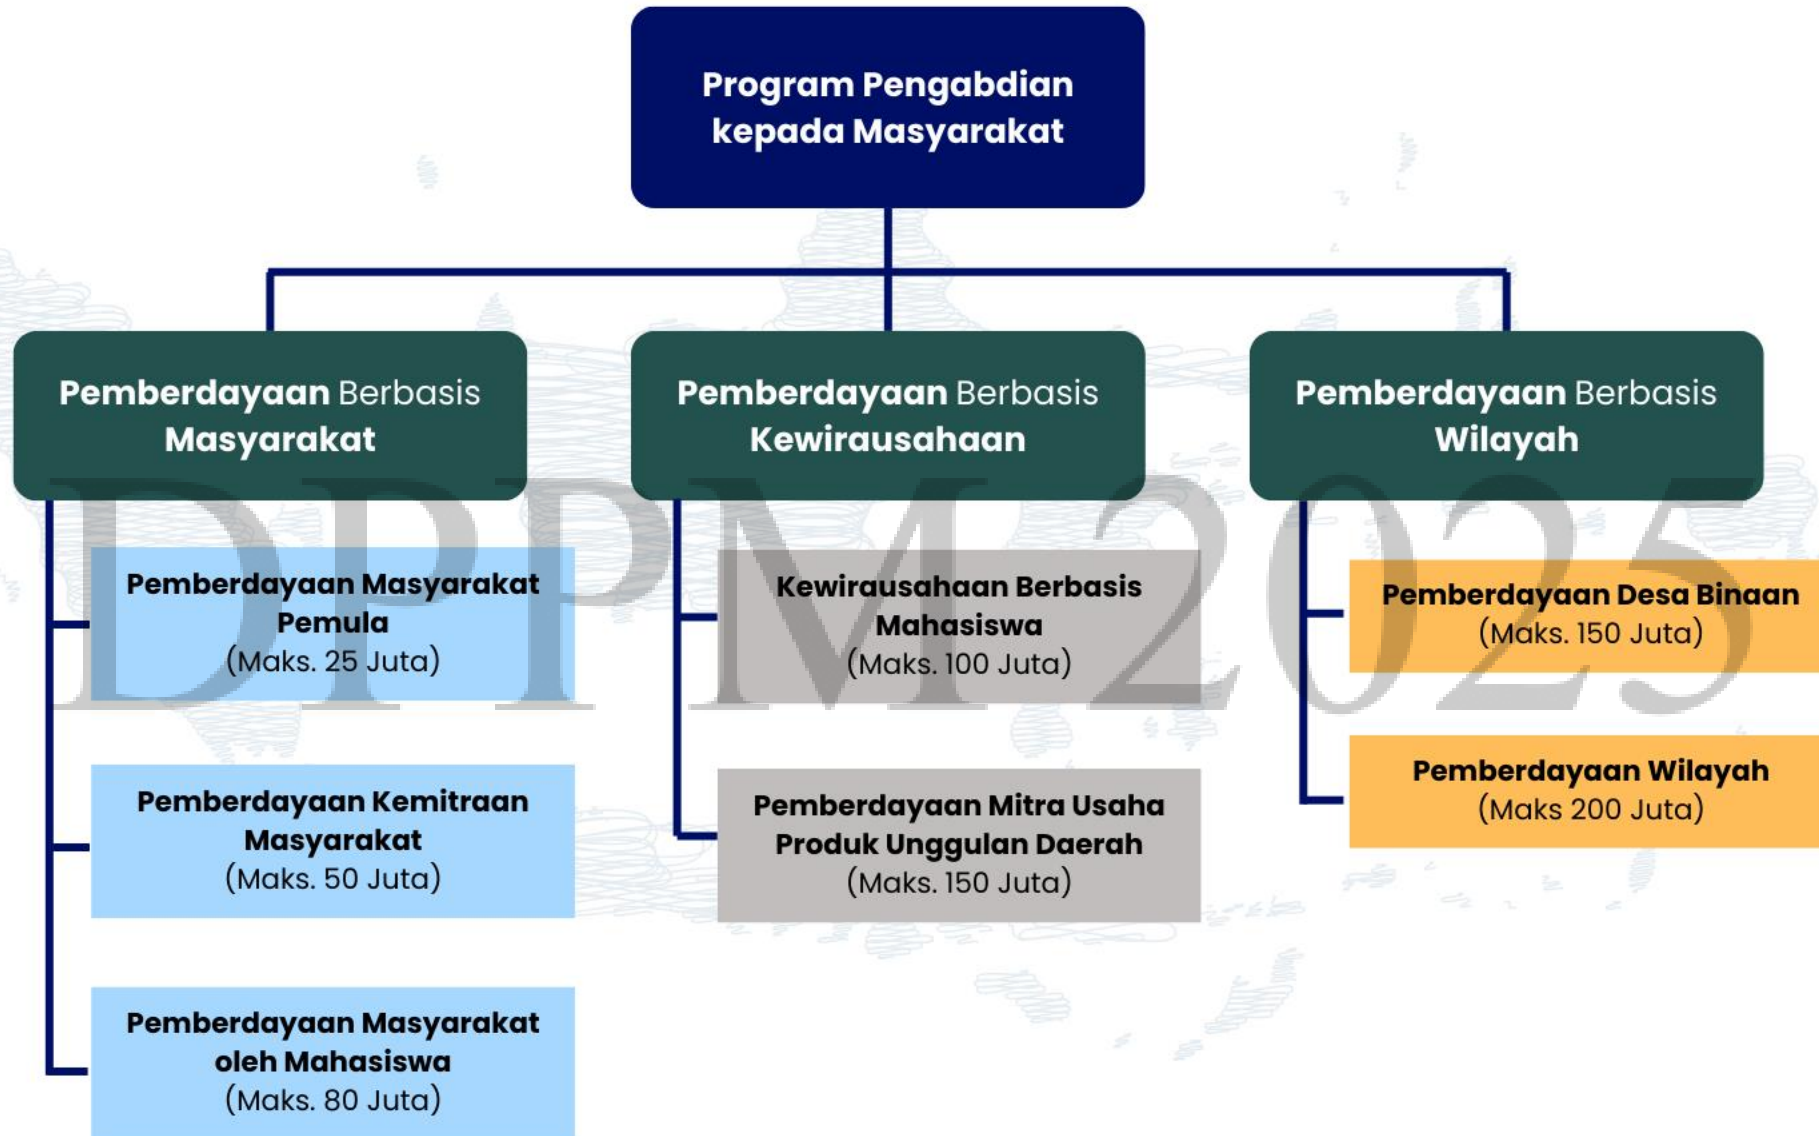 Program Pengabdian
kepada Masyarakat
Pemberdayaan Berbasis
Masyarakat
Pemberdayaan Masyarakat
Pemula
(Maks. 25 Juta)
Pemberdayaan Kemitraan
Masyarakat
(Maks. 50 Juta)
Pemberdayaan Masyarakat
oleh Mahasiswa
(Maks. 80 Juta)
Pemberdayaan Berbasis
Kewirausahaan
Kewirausahaan Berbasis
Mahasiswa
(Maks. 100 Juta)
Pemberdayaan Mitra Usaha
Produk Unggulan Daerah
(Maks. 150 Juta)
Pemberdayaan Berbasis
Wilayah
Pemberdayaan Desa Binaan
(Maks. 150 Juta)
Pemberdayaan Wilayah
(Maks 200 Juta)
DPPM 2025